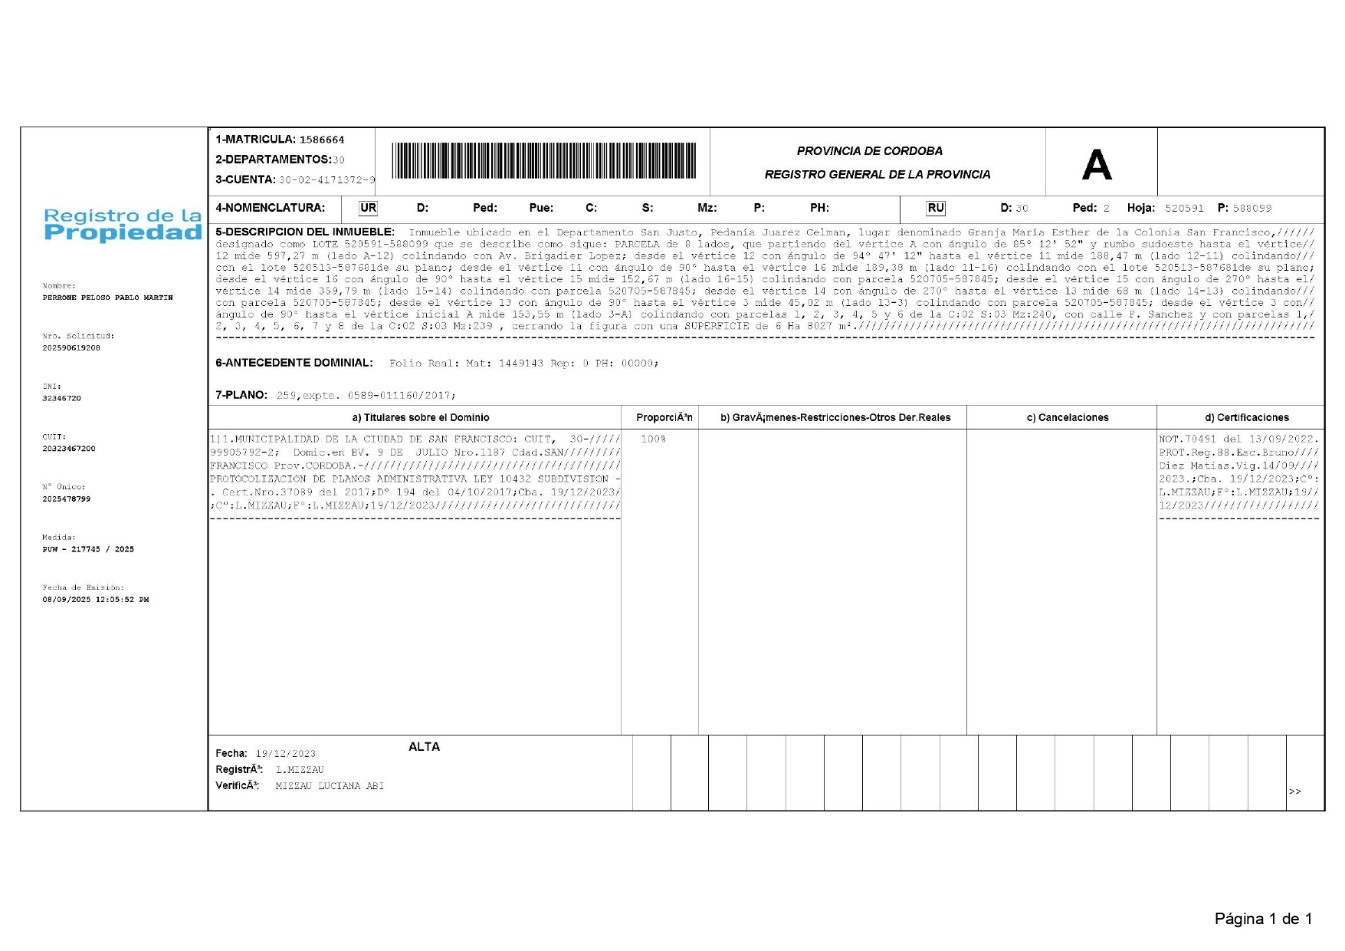 Registro de la
Propiedad
Nombre:
PERRONE PELOSO PABLO MARTIN
Nro. Solicitud:
202590619208
DNI:
32346720
CUIT:
20323467200
N° Único:
2025478799
Medida:
PUW - 217745 / 2025
Fecha de Emisión:
08/09/2025 12:05:52 PM
1-MATRICULA: 1586664
2-DEPARTAMENTOS:30
3-CUENTA: 30-02-4171372-9
PROVINCIA DE CORDOBA
REGISTRO GENERAL DE LA PROVINCIA
A
4-NOMENCLATURA: UR D: Ped: Pue: C: S: Mz: P: PH: RU D: 30 Ped: 2 Hoja: 520591 P: 588099
5-DESCRIPCION DEL INMUEBLE: Inmueble ubicado en el Departamento San Justo, Pedanía Juarez Celman, lugar denominado Granja María Esther de la Colonia San Francisco,//////
designado como LOTE 520591-588099 que se describe como sigue: PARCELA de 8 lados, que partiendo del vértice A con ángulo de 85º 12' 52" y rumbo sudoeste hasta el vértice//
12 mide 597,27 m (lado A-12) colindando con Av. Brigadier Lopez; desde el vértice 12 con ángulo de 94º 47' 12" hasta el vértice 11 mide 188,47 m (lado 12-11) colindando///
con el lote 520513-587681de su plano; desde el vértice 11 con ángulo de 90º hasta el vértice 16 mide 189,38 m (lado 11-16) colindando con el lote 520513-587681de su plano;
desde el vértice 16 con ángulo de 90º hasta el vértice 15 mide 152,67 m (lado 16-15) colindando con parcela 520705-587845; desde el vértice 15 con ángulo de 270º hasta el/
vértice 14 mide 359,79 m (lado 15-14) colindando con parcela 520705-587845; desde el vértice 14 con ángulo de 270º hasta el vértice 13 mide 68 m (lado 14-13) colindando///
con parcela 520705-587845; desde el vértice 13 con ángulo de 90º hasta el vértice 3 mide 45,02 m (lado 13-3) colindando con parcela 520705-587845; desde el vértice 3 con//
ángulo de 90º hasta el vértice inicial A mide 153,55 m (lado 3-A) colindando con parcelas 1, 2, 3, 4, 5 y 6 de la C:02 S:03 Mz:240, con calle F. Sanchez y con parcelas 1,/
2, 3, 4, 5, 6, 7 y 8 de la C:02 S:03 Mz:239 , cerrando la figura con una SUPERFICIE de 6 Ha 8027 m².//////////////////////////////////////////////////////////////////////
6-ANTECEDENTE DOMINIAL: Folio Real: Mat: 1449143 Rep: 0 PH: 00000;
7-PLANO: 259,expte. 0589-011160/2017;
a) Titulares sobre el Dominio ProporciÃ³n b) GravÃ¡menes-Restricciones-Otros Der.Reales c) Cancelaciones d) Certificaciones
1)1.MUNICIPALIDAD DE LA CIUDAD DE SAN FRANCISCO: CUIT, 30-/////
99905792-2; Domic.en BV. 9 DE JULIO Nro.1187 Cdad.SAN/////////
FRANCISCO Prov.CORDOBA.-///////////////////////////////////////
PROTOCOLIZACION DE PLANOS ADMINISTRATIVA LEY 10432 SUBDIVISION -
. Cert.Nro.37089 del 2017;Dº 194 del 04/10/2017;Cba. 19/12/2023/
;Cº:L.MIZZAU;Fº:L.MIZZAU;19/12/2023////////////////////////////
100%
NOT.70491 del 13/09/2022.
PROT.Reg.88.Esc.Bruno////
Diez Matias.Vig.14/09////
2023.;Cba. 19/12/2023;Cº:
L.MIZZAU;Fº:L.MIZZAU;19//
12/2023//////////////////
Fecha: 19/12/2023
ALTA
RegistrÃ³: L.MIZZAU
VerificÃ³: MIZZAU LUCIANA ABI
>>
Página 1 de 1